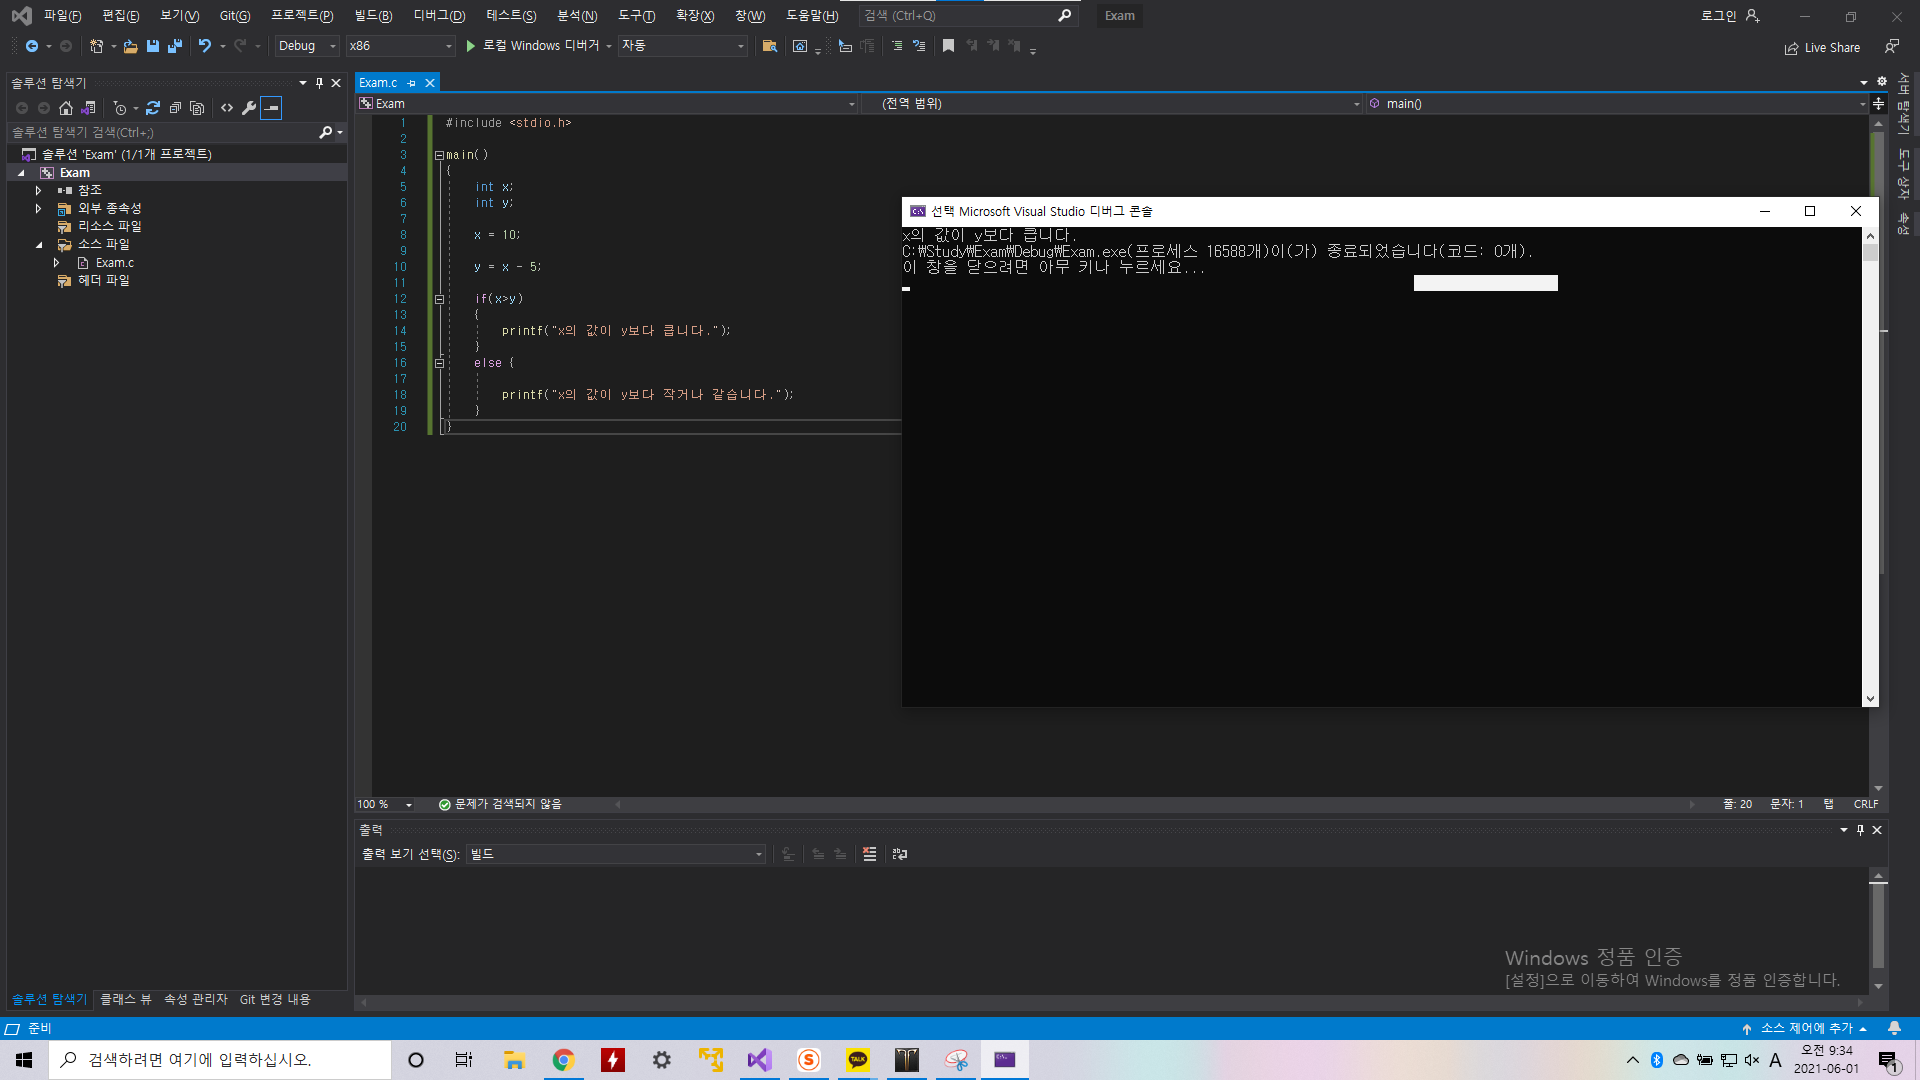 파일(F) 편집(E) 보기(V) Git(G) 프로젝트(P) 빌드(B) 디버그(D) 테스트(S) 분석(N) 도구(T) 확장(X) 창(W) 도움말(H) 검색 (Ctrl+Q) Exam 로그인
Debug x86 로컬 Windows 디버거 자동 Live Share
솔루션 탐색기
솔루션 탐색기 검색(Ctrl+;)
솔루션 'Exam' (1/1개 프로젝트)
Exam
참조
외부 종속성
리소스 파일
소스 파일
Exam.c
헤더 파일
솔루션 탐색기 클래스 뷰 속성 관리자 Git 변경 내용
Exam.c
Exam (전역 범위) main()
1 #include <stdio.h>
2
3 main()
4 {
5 int x;
6 int y;
7
8 x = 10;
9
10 y = x - 5;
11
12 if(x>y)
13 {
14 printf("x의 값이 y보다 큽니다.");
15 }
16 else {
17
18 printf("x의 값이 y보다 작거나 같습니다.");
19 }
20 }
선택 Microsoft Visual Studio 디버그 콘솔
x의 값이 y보다 큽니다.
C:₩Study₩Exam₩Debug₩Exam.exe(프로세스 16588개)이(가) 종료되었습니다(코드: 0개).
이 창을 닫으려면 아무 키나 누르세요...
서버 탐색기
도구 상자
속성
100 % 문제가 검색되지 않음 줄: 20 문자: 1 탭 CRLF
출력
출력 보기 선택(S): 빌드
Windows 정품 인증
[설정]으로 이동하여 Windows를 정품 인증합니다.
준비 소스 제어에 추가
검색하려면 여기에 입력하십시오.
TALK
A
오전 9:34
2021-06-01
1